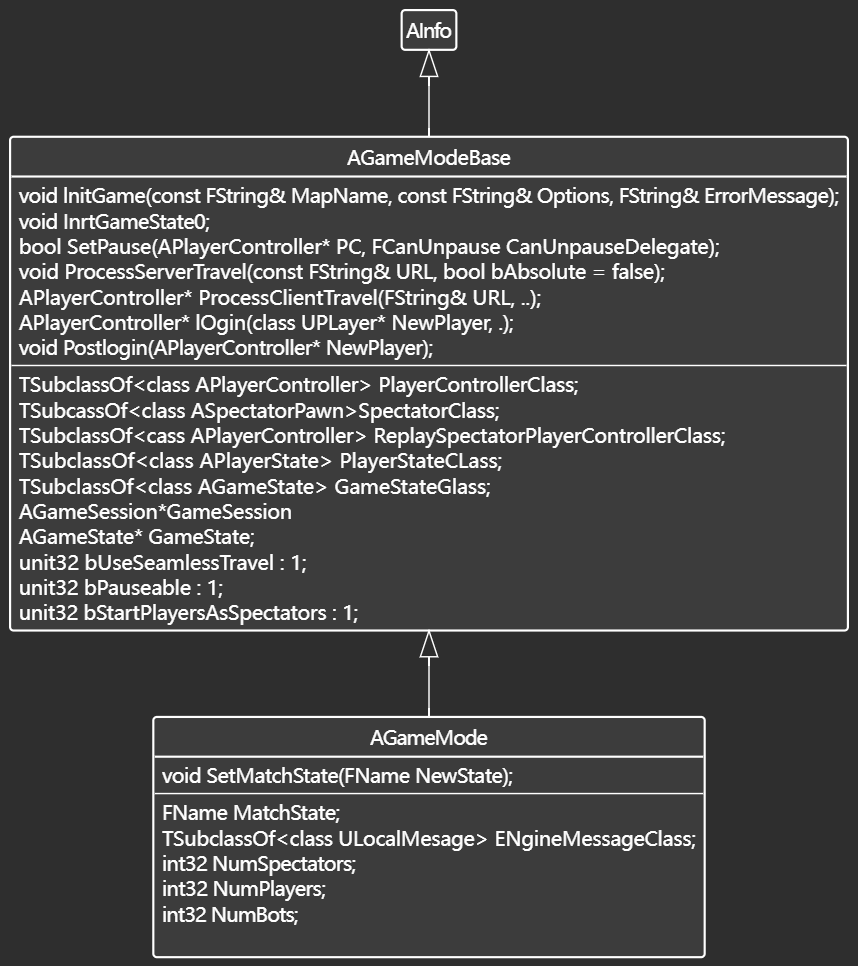 AInfo
AGameModeBase
void lnitGame(const FString& MapName, const FString& Options, FString& ErrorMessage);
void InrtGameState0;
bool SetPause(APlayerController* PC, FCanUnpause CanUnpauseDelegate);
void ProcessServerTravel(const FString& URL, bool bAbsolute = false);
APlayerController* ProcessClientTravel(FString& URL, ..);
APlayerController* lOgin(class UPLayer* NewPlayer, .);
void Postlogin(APlayerController* NewPlayer);
TSubclassOf<class APlayerController> PlayerControllerClass;
TSubcassOf<class ASpectatorPawn>SpectatorClass;
TSubclassOf<cass APlayerController> ReplaySpectatorPlayerControllerClass;
TSubclassOf<class APlayerState> PlayerStateCLass;
TSubclassOf<class AGameState> GameStateGlass;
AGameSession*GameSession
AGameState* GameState;
unit32 bUseSeamlessTravel : 1;
unit32 bPauseable : 1;
unit32 bStartPlayersAsSpectators : 1;
AGameMode
void SetMatchState(FName NewState);
FName MatchState;
TSubclassOf<class ULocalMesage> ENgineMessageClass;
int32 NumSpectators;
int32 NumPlayers;
int32 NumBots;